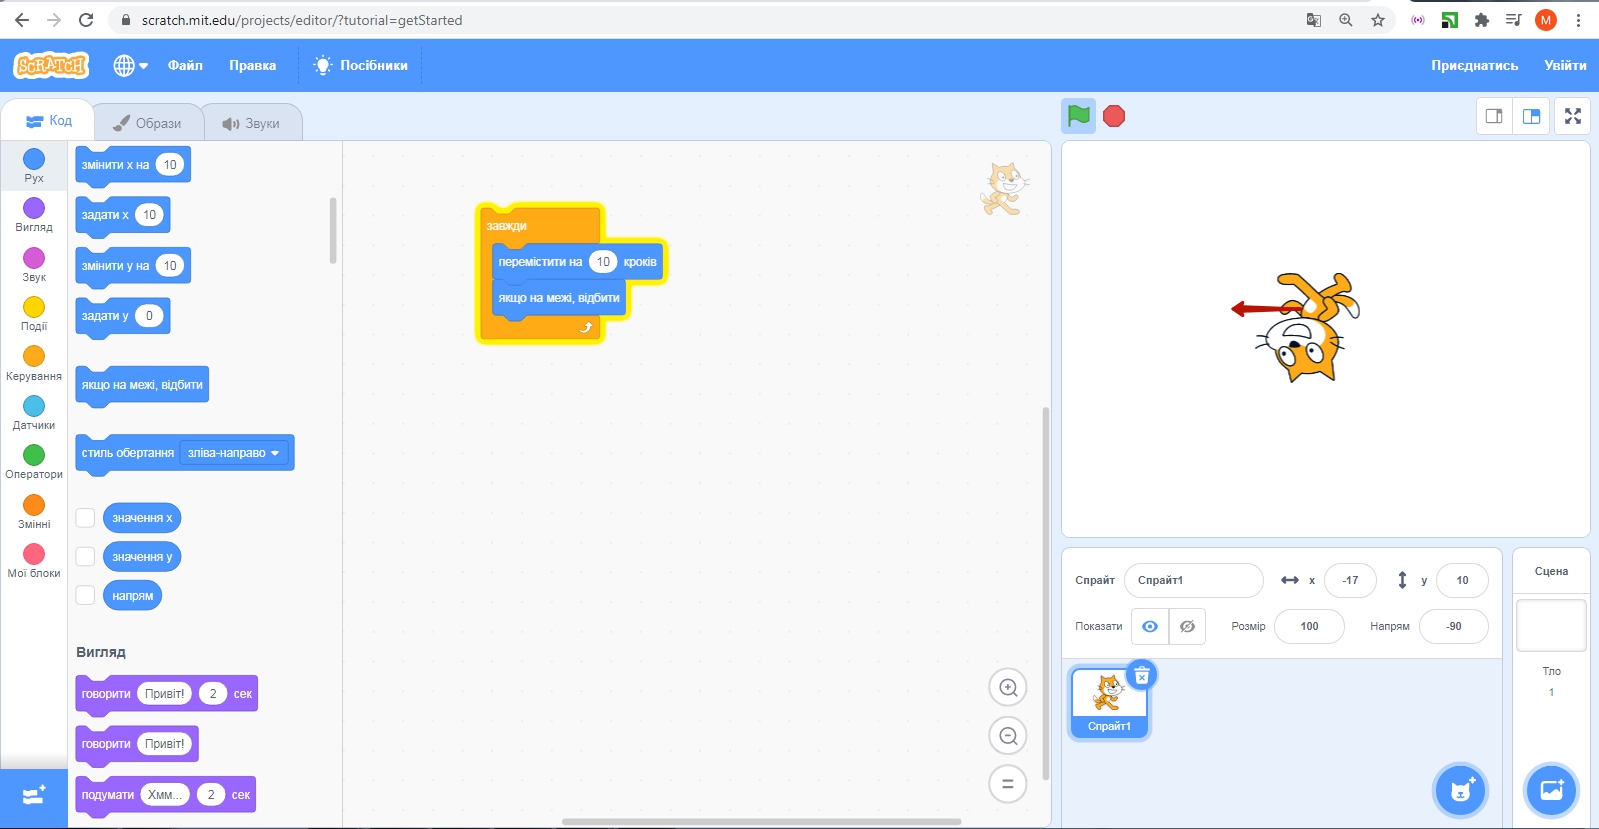 scratch.mit.edu/projects/editor/?tutorial=getStarted
M
SCRATCH
Файл
Правка
Посібники
Приєднатись
Увійти
Код
Образи
Звуки
Рух
Вигляд
Звук
Події
Керування
Датчики
Оператори
Змінні
Мої блоки
змінити x на 10
задати x 10
змінити y на 10
задати y 0
якщо на межі, відбити
стиль обертання зліва-направо
значення x
значення y
напрям
Вигляд
говорити Привіт! 2 сек
говорити Привіт!
подумати Хмм... 2 сек
завжди
перемістити на 10 кроків
якщо на межі, відбити
Спрайт Спрайт1 x -17 y 10
Показати Розмір 100 Напрям -90
Спрайт1
Сцена
Тло
1